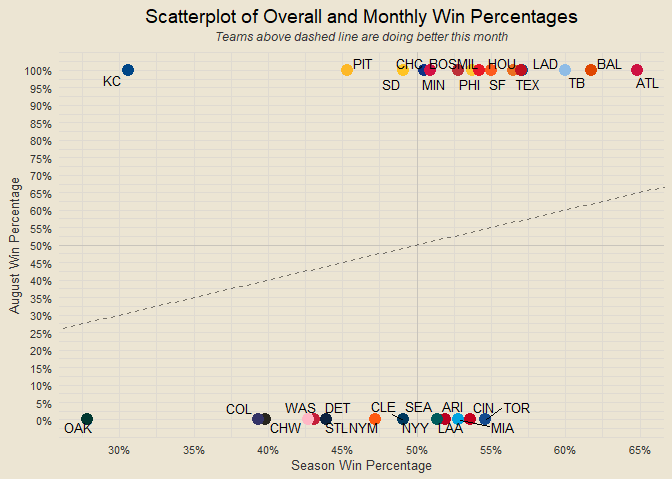 Scatterplot of Overall and Monthly Win Percentages
Teams above dashed line are doing better this month
August Win Percentage
100%
95%
90%
85%
80%
75%
70%
65%
60%
55%
50%
45%
40%
35%
30%
25%
20%
15%
10%
5%
0%
PIT CHC BOS MIL HOU LAD BAL
KC SD MIN PHI SF TEX TB ATL
COL WAS DET CLE SEA ARI CIN TOR
OAK CHW STL NYM NYY LAA MIA
30% 35% 40% 45% 50% 55% 60% 65%
Season Win Percentage